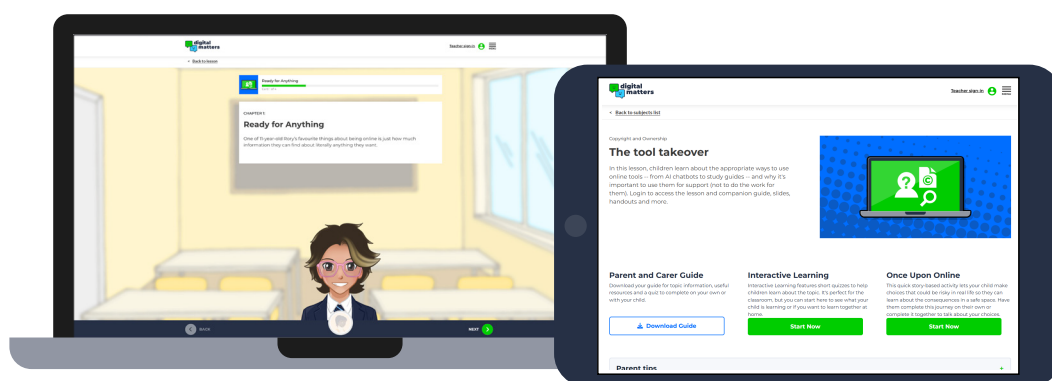 digital
matters
Teacher sign in
MENU
< Back to lesson
Ready for Anything
CHAPTER 1:
Ready for Anything
One of 11-year-old Rory's favourite things about being online is just how much
information they can find about literally anything they want.
BACK
NEXT
digital
matters
Teacher sign in
MENU
< Back to subjects list
Copyright and Ownership
The tool takeover
In this lesson, children learn about the appropriate ways to use
online tools – from AI chatbots to study guides – and why it's
important to use them for support (not to do the work for
them). Login to access the lesson and companion guide, slides,
handouts and more.
Parent and Carer Guide
Download your guide for topic information, useful
resources and a quiz to complete on your own or
with your child.
Download Guide
Interactive Learning
Interactive Learning features short quizzes to help
children learn about the topic. It's perfect for the
classroom, but you can start here to see what your
child is learning or if you want to learn together at
home.
Start Now
Once Upon Online
This quick story-based activity lets your child make
choices that could be risky in real life so they can
learn about the consequences in a safe space. Have
them complete this journey on their own or
complete it together to talk about your choices.
Start Now
Parent tips
+